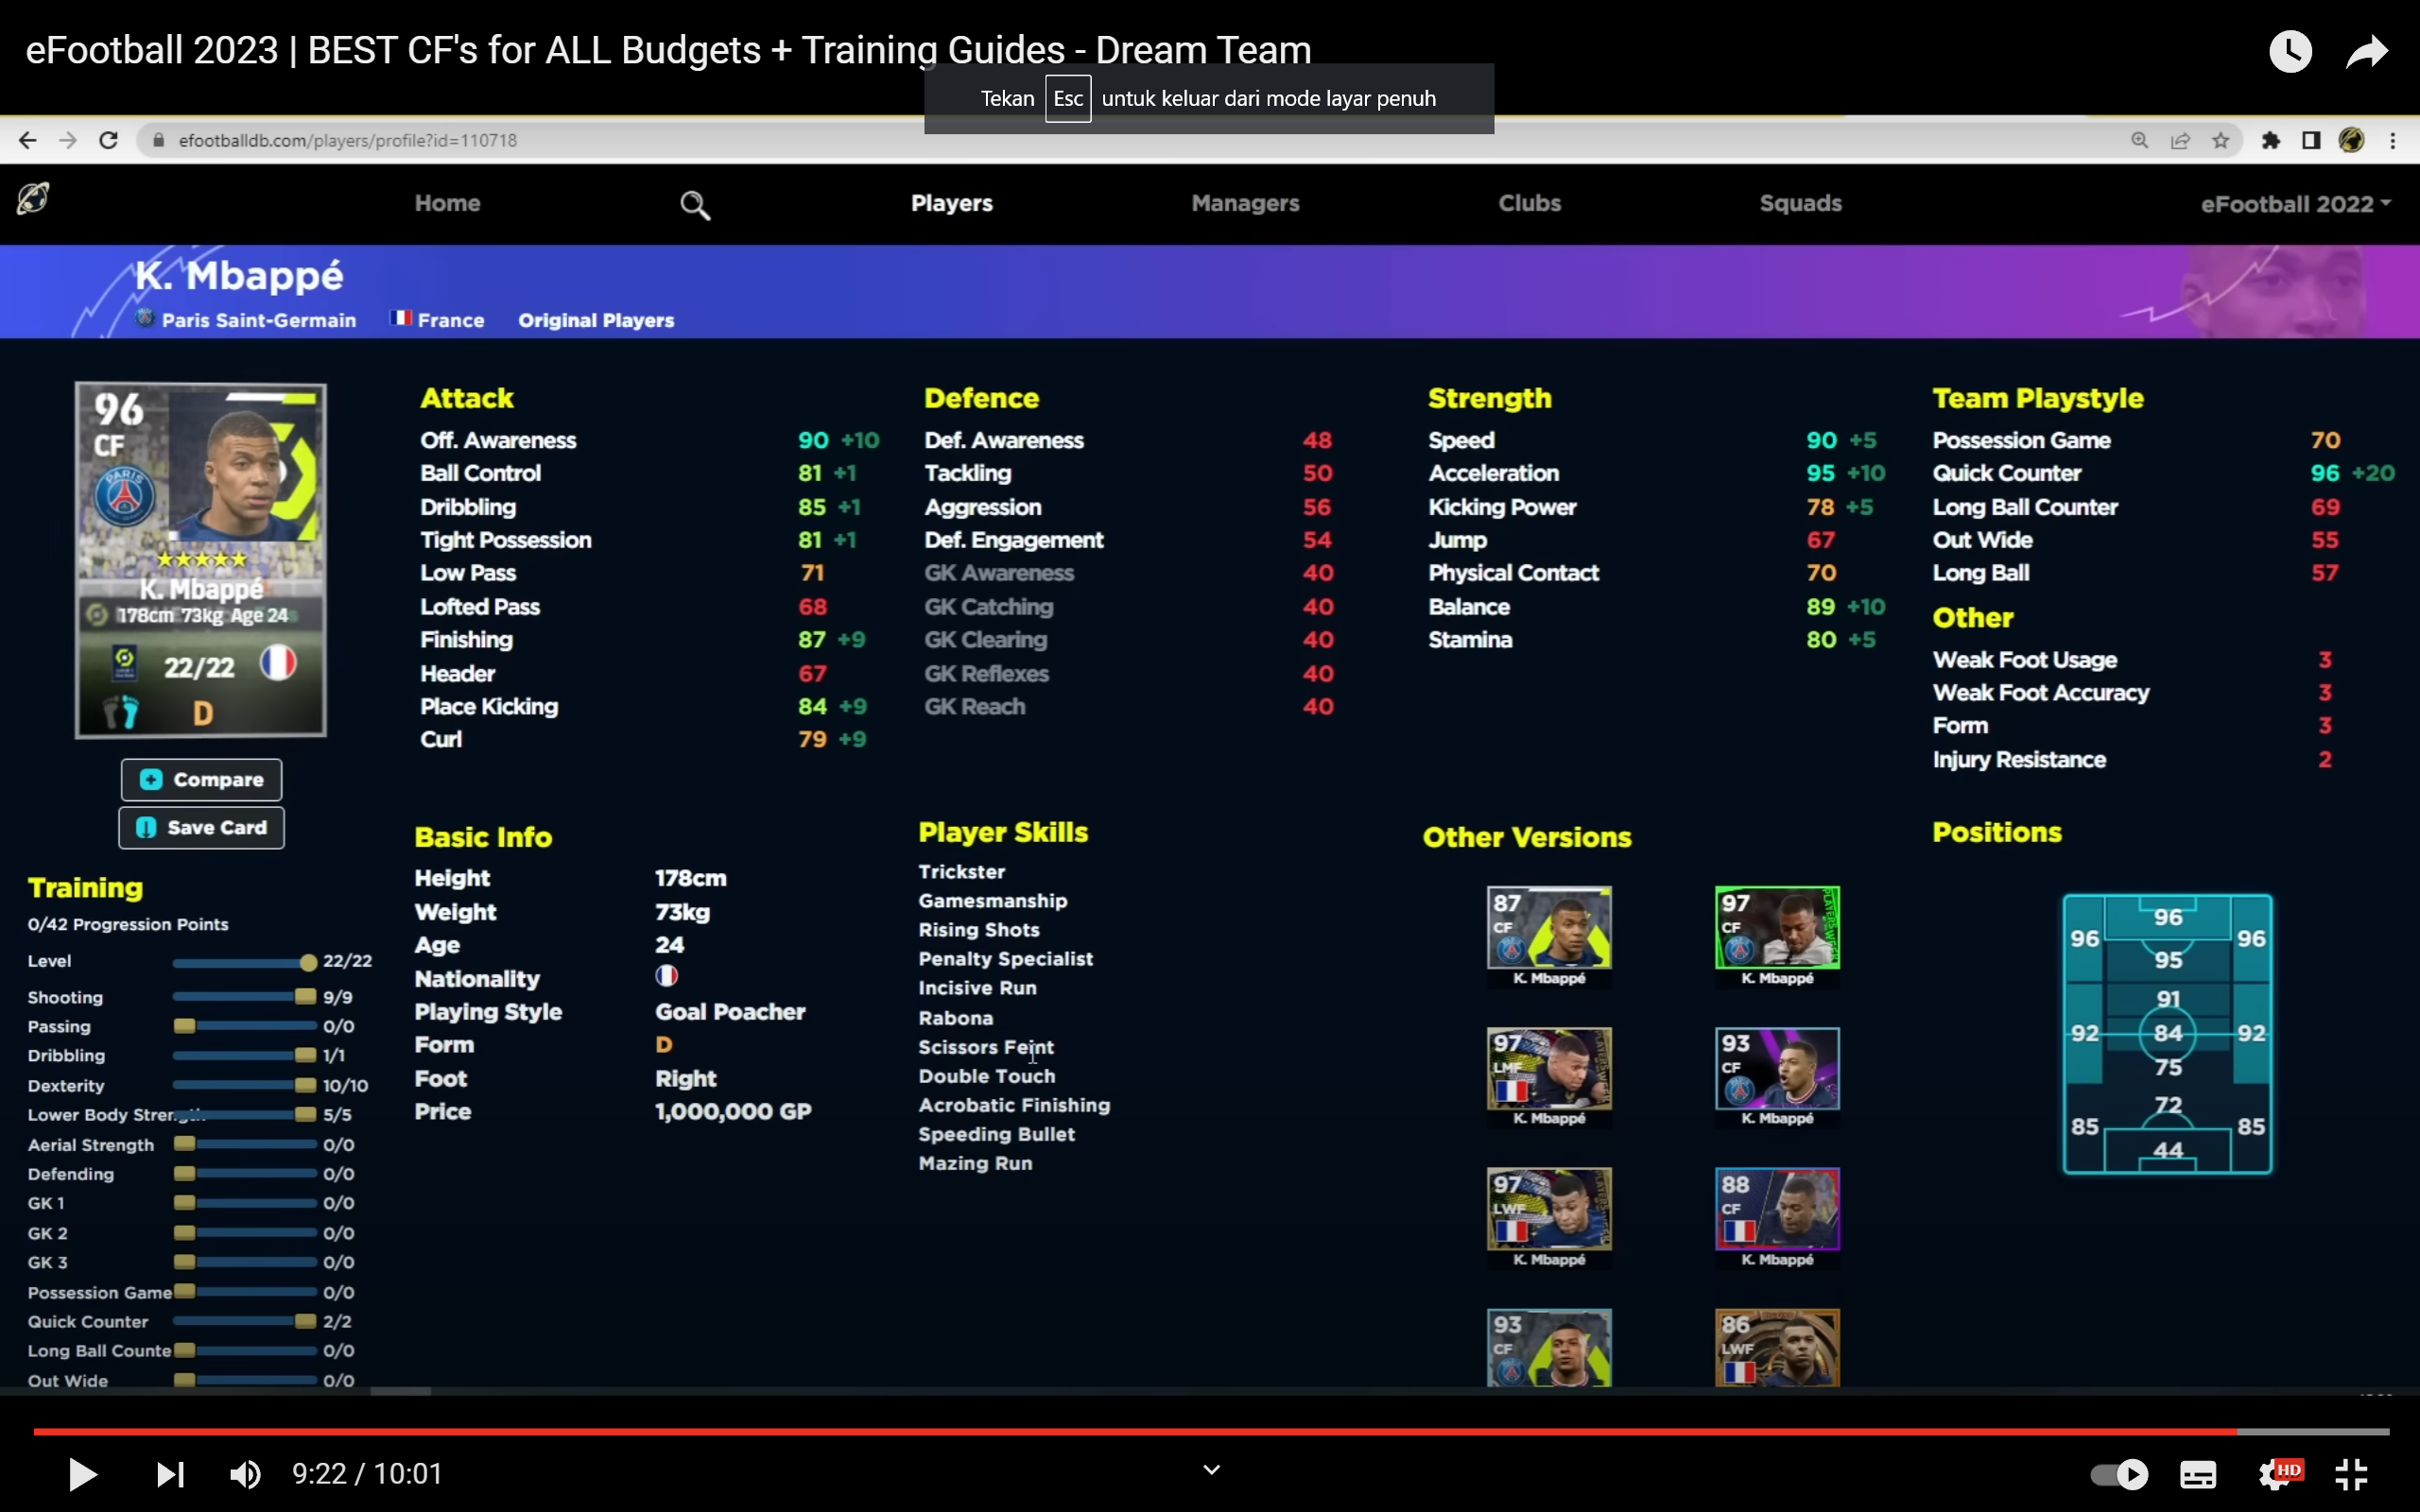 eFootball 2023 | BEST CF's for ALL Budgets + Training Guides - Dream Team
Tekan Esc untuk keluar dari mode layar penuh
efootballdb.com/players/profile?id=110718
Home Players Managers Clubs Squads eFootball 2022
K. Mbappé
Paris Saint-Germain France Original Players
96
CF
PARIS
K. Mbappé
178cm 73kg Age 24
22/22
D
Compare
Save Card
Training
0/42 Progression Points
Level 22/22
Shooting 9/9
Passing 0/0
Dribbling 1/1
Dexterity 10/10
Lower Body Stren 5/5
Aerial Strength 0/0
Defending 0/0
GK 1 0/0
GK 2 0/0
GK 3 0/0
Possession Game 0/0
Quick Counter 2/2
Long Ball Counte 0/0
Out Wide 0/0
Attack
Off. Awareness 90 +10
Ball Control 81 +1
Dribbling 85 +1
Tight Possession 81 +1
Low Pass 71
Lofted Pass 68
Finishing 87 +9
Header 67
Place Kicking 84 +9
Curl 79 +9
Defence
Def. Awareness 48
Tackling 50
Aggression 56
Def. Engagement 54
GK Awareness 40
GK Catching 40
GK Clearing 40
GK Reflexes 40
GK Reach 40
Strength
Speed 90 +5
Acceleration 95 +10
Kicking Power 78 +5
Jump 67
Physical Contact 70
Balance 89 +10
Stamina 80 +5
Team Playstyle
Possession Game 70
Quick Counter 96 +20
Long Ball Counter 69
Out Wide 55
Long Ball 57
Other
Weak Foot Usage 3
Weak Foot Accuracy 3
Form 3
Injury Resistance 2
Basic Info
Height 178cm
Weight 73kg
Age 24
Nationality
Playing Style Goal Poacher
Form D
Foot Right
Price 1,000,000 GP
Player Skills
Trickster
Gamesmanship
Rising Shots
Penalty Specialist
Incisive Run
Rabona
Scissors Feint
Double Touch
Acrobatic Finishing
Speeding Bullet
Mazing Run
Other Versions
87 CF K. Mbappé
97 CF K. Mbappé
97 LMF K. Mbappé
93 CF K. Mbappé
97 LWF K. Mbappé
88 CF K. Mbappé
93 CF
86 LWF
Positions
96
96 96
95
91
92 84 92
75
72
85 85
44
9:22 / 10:01
HD